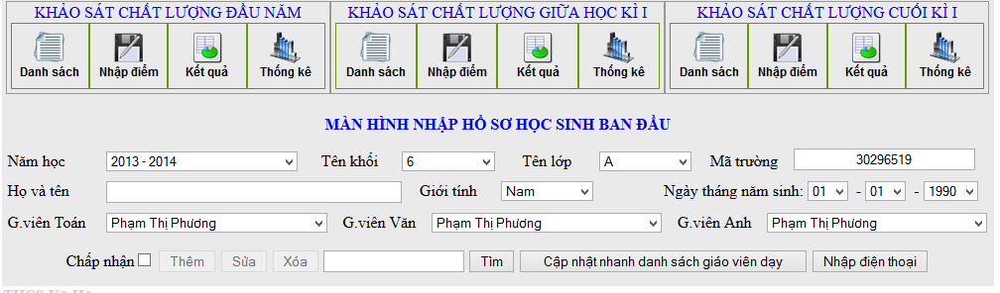 KHẢO SÁT CHẤT LƯỢNG ĐẦU NĂM KHẢO SÁT CHẤT LƯỢNG GIỮA HỌC KÌ I KHẢO SÁT CHẤT LƯỢNG CUỐI KÌ I
Danh sách Nhập điểm Kết quả Thống kê Danh sách Nhập điểm Kết quả Thống kê Danh sách Nhập điểm Kết quả Thống kê
MÀN HÌNH NHẬP HỒ SƠ HỌC SINH BAN ĐẦU
Năm học 2013 - 2014 Tên khối 6 Tên lớp A Mã trường 30296519
Họ và tên Giới tính Nam Ngày tháng năm sinh: 01 - 01 - 1990
G.viên Toán Phạm Thị Phương G.viên Văn Phạm Thị Phương G.viên Anh Phạm Thị Phương
Chấp nhận Thêm Sửa Xóa Tìm Cập nhật nhanh danh sách giáo viên dạy Nhập điện thoại